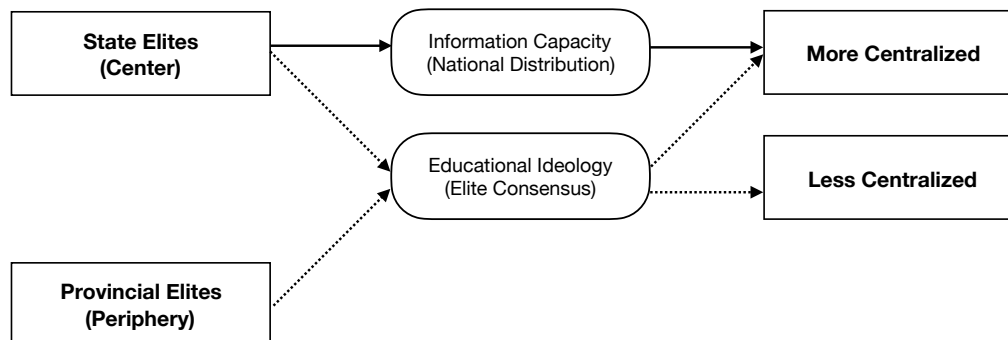 State Elites
(Center)
Information Capacity
(National Distribution)
More Centralized
Educational Ideology
(Elite Consensus)
Less Centralized
Provincial Elites
(Periphery)